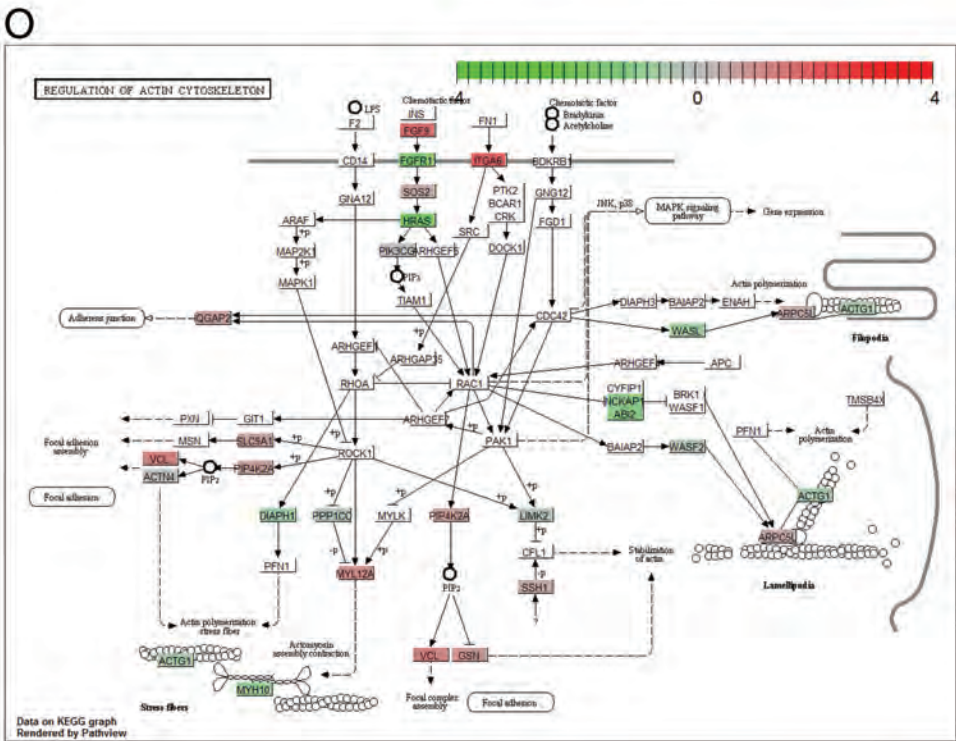 O
REGULATION OF ACTIN CYTOSKELETON
-4 0 4
LPS
F2
Chemotactic factor
INS
FGF9
FN1
Chemotactic factor
Bradykinin
Acetylcholine
CD14
FGFR1
ITGA6
BDKRB1
GNA12
SOS2
PTK2
BCAR1
CRK
GNG12
JNK, p38
MAPK signaling
pathway
Gene expression
ARAF
HRAS
SRC
FGD1
+p
MAP2K1
PIK3CG
ARHGEF6
DOCK1
+p
MAPK1
PIP3
TIAM1
Actin polymerization
DIAPH3
BAIAP2
ENAH
ARPC5L
ACTG1
Filopodia
Adherent junction
IQGAP2
CDC42
WASL
+p
ARHGEF1
ARHGAP35
ARHGEF4
APC
RHOA
RAC1
CYFIP1
NCKAP1
ABI2
BRK1
WASF1
TMSB4X
PXN
GIT1
ARHGEF7
+p
PFN1
Actin
polymerization
Focal adhesion
assembly
MSN
SLC9A1
+p
ROCK1
PAK1
BAIAP2
WASF2
VCL
ACTN4
PIP2
PIP4K2A
+p
Focal adhesion
ACTG1
+p
+p
+p
DIAPH1
PPP1CC
MYLK
PIP4K2A
LIMK2
ARPC5L
-p
+p
+p
PFN1
MYL12A
CFL1
Stabilization
of actin
PIP2
-p
SSH1
Lamellipodia
Actin polymerization
stress fiber
Actomyosin
assembly contraction
ACTG1
VCL
GSN
MYH10
Focal complex
assembly
Focal adhesion
Stress fibers
Data on KEGG graph
Rendered by Pathview